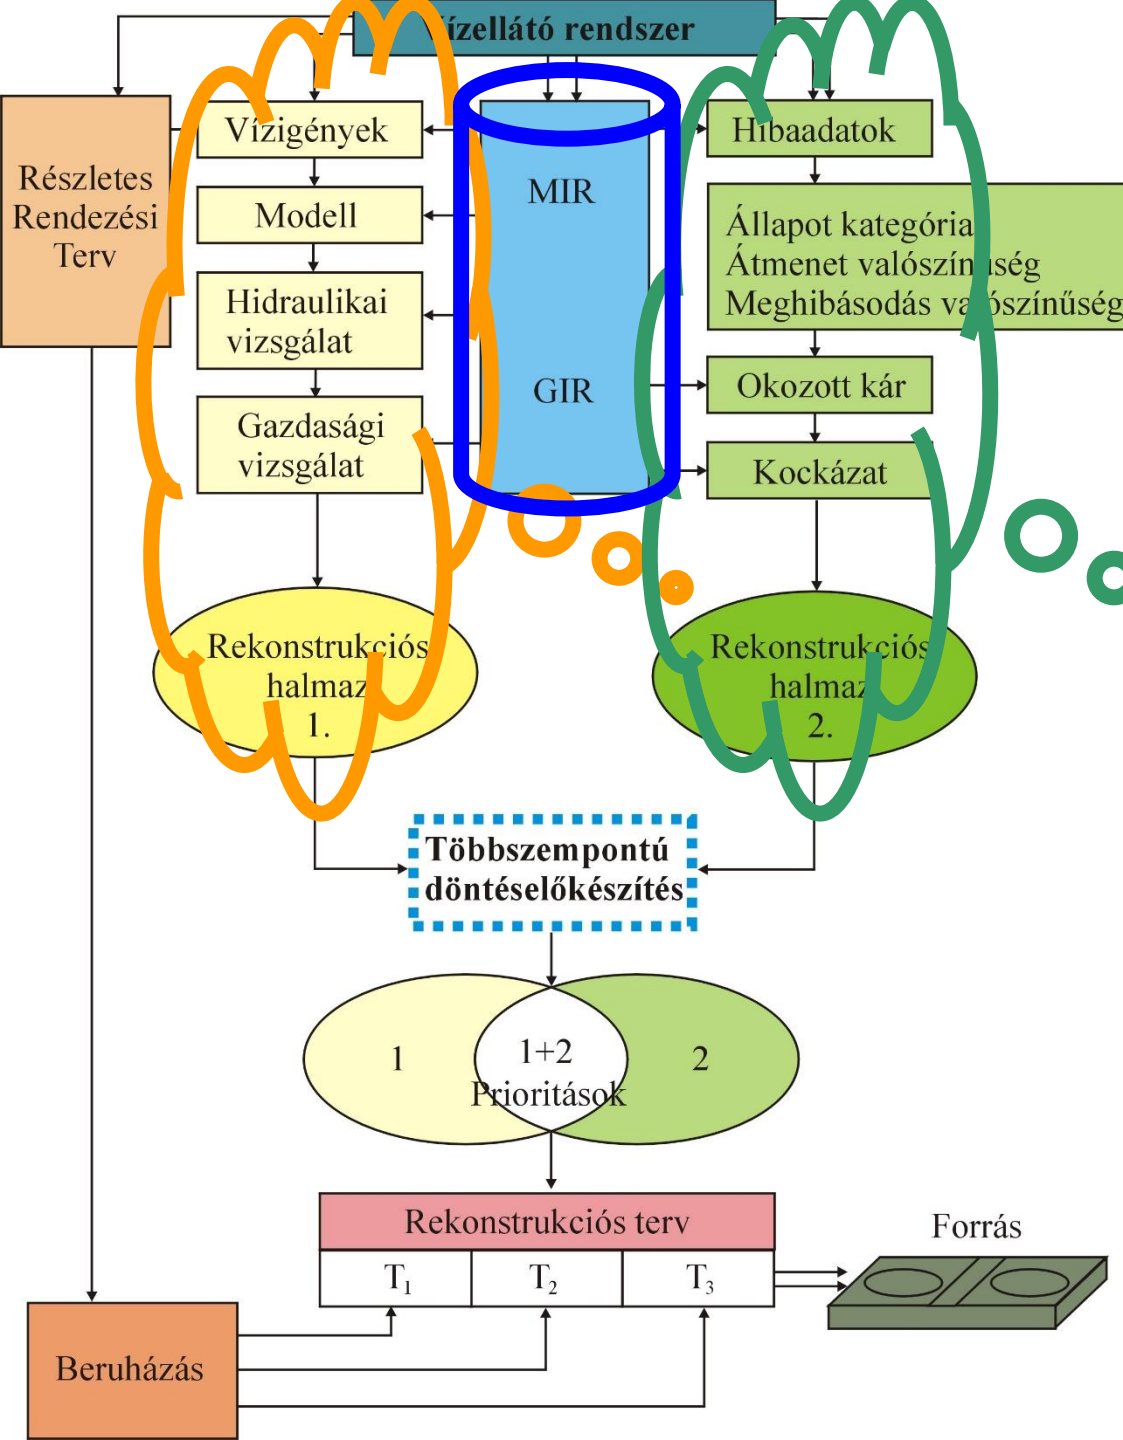 Vízellátó rendszer
Részletes
Rendezési
Terv
Vízigények
Modell
Hidraulikai
vizsgálat
Gazdasági
vizsgálat
MIR
GIR
Hibaadatok
Állapot kategória
Átmenet valószínűség
Meghibásodás valószínűség
Okozott kár
Kockázat
Rekonstrukciós
halmaz
1.
Rekonstrukciós
halmaz
2.
Többszempontú
döntéselőkészítés
1
1+2
Prioritások
2
Rekonstrukciós terv
T₁
T₂
T₃
Forrás
Beruházás